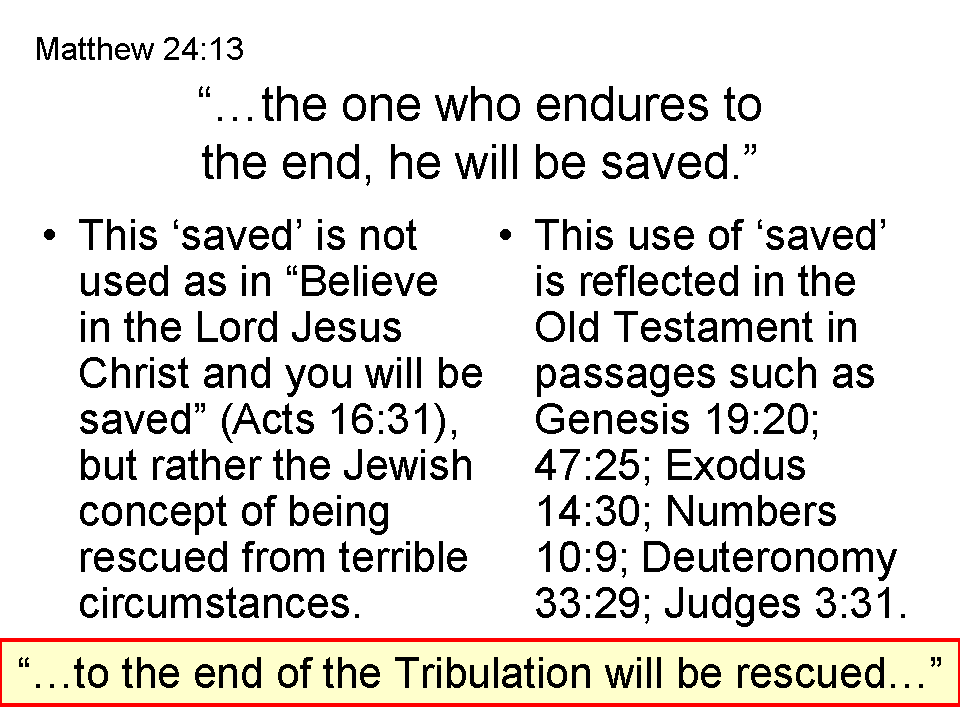 Matthew 24:13
“…the one who endures to
the end, he will be saved.”
• This ‘saved’ is not
used as in “Believe
in the Lord Jesus
Christ and you will be
saved” (Acts 16:31),
but rather the Jewish
concept of being
rescued from terrible
circumstances.
• This use of ‘saved’
is reflected in the
Old Testament in
passages such as
Genesis 19:20;
47:25; Exodus
14:30; Numbers
10:9; Deuteronomy
33:29; Judges 3:31.
“…to the end of the Tribulation will be rescued…”